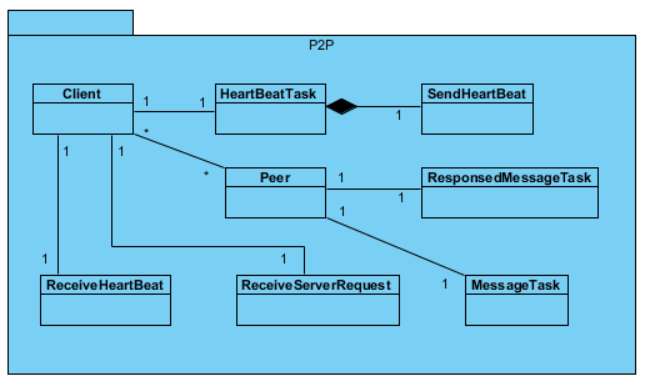 P2P
Client
1
1
HeartBeatTask
1
SendHeartBeat
*
*
1
1
Peer
1
1
ResponsedMessageTask
1
1
1
1
ReceiveHeartBeat
ReceiveServerRequest
MessageTask